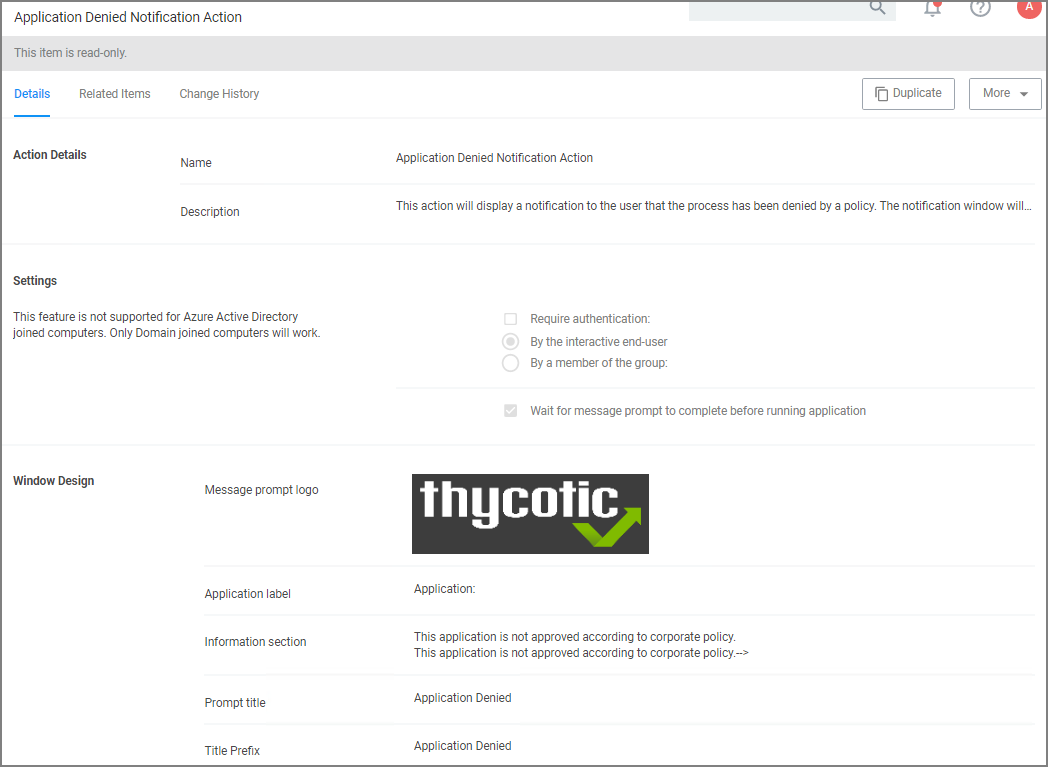 Application Denied Notification Action
A
This item is read-only.
Details
Related Items
Change History
Duplicate
More
Action Details
Name
Application Denied Notification Action
Description
This action will display a notification to the user that the process has been denied by a policy. The notification window will...
Settings
This feature is not supported for Azure Active Directory
joined computers. Only Domain joined computers will work.
Require authentication:
By the interactive end-user
By a member of the group:
Wait for message prompt to complete before running application
Window Design
Message prompt logo
thycotic
Application label
Application:
Information section
This application is not approved according to corporate policy.
This application is not approved according to corporate policy.-->
Prompt title
Application Denied
Title Prefix
Application Denied